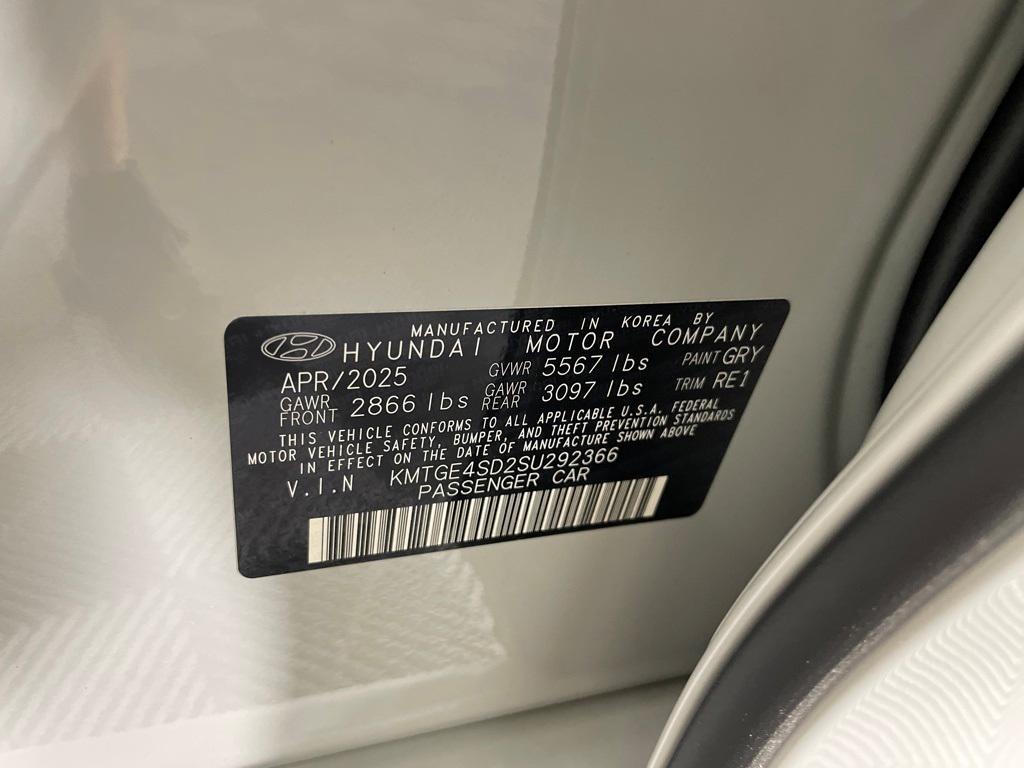 MANUFACTURED IN KOREA BY
HYUNDAI MOTOR COMPANY
APR/2025 GVWR 5567 lbs PAINT GRY
GAWR FRONT 2866 lbs GAWR REAR 3097 lbs TRIM RE1
THIS VEHICLE CONFORMS TO ALL APPLICABLE U.S.A. FEDERAL
MOTOR VEHICLE SAFETY, BUMPER, AND THEFT PREVENTION STANDARDS
IN EFFECT ON THE DATE OF MANUFACTURE SHOWN ABOVE
V.I.N KMTGE4SD2SU292366
PASSENGER CAR